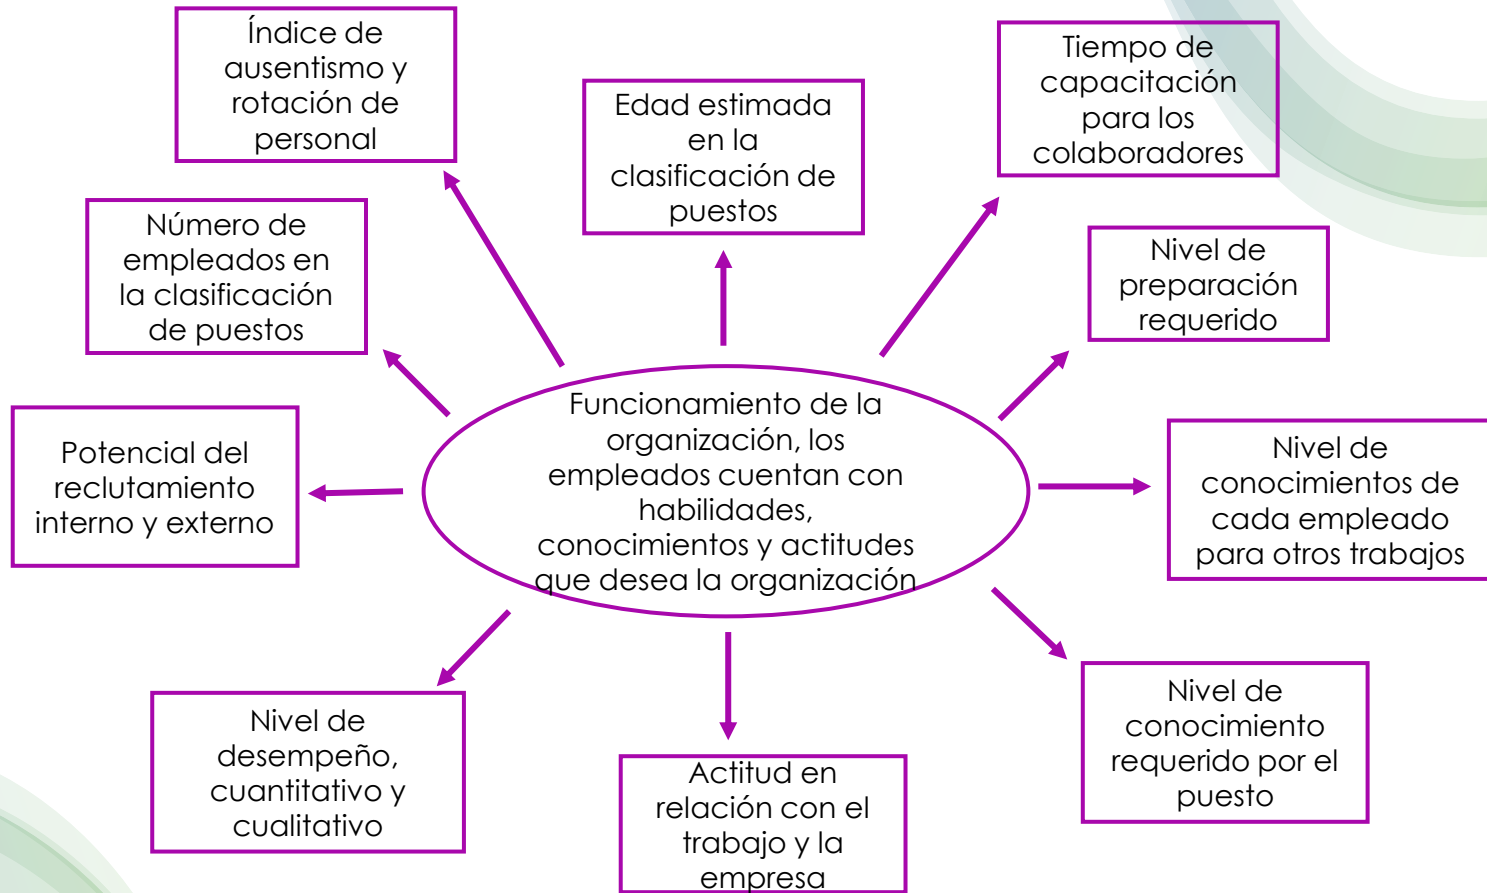 Índice de
ausentismo y
rotación de
personal
Edad estimada
en la
clasificación de
puestos
Tiempo de
capacitación
para los
colaboradores
Número de
empleados en
la clasificación
de puestos
Nivel de
preparación
requerido
Potencial del
reclutamiento
interno y externo
Funcionamiento de la
organización, los
empleados cuentan con
habilidades,
conocimientos y actitudes
que desea la organización
Nivel de
conocimientos de
cada empleado
para otros trabajos
Nivel de
desempeño,
cuantitativo y
cualitativo
Actitud en
relación con el
trabajo y la
empresa
Nivel de
conocimiento
requerido por el
puesto